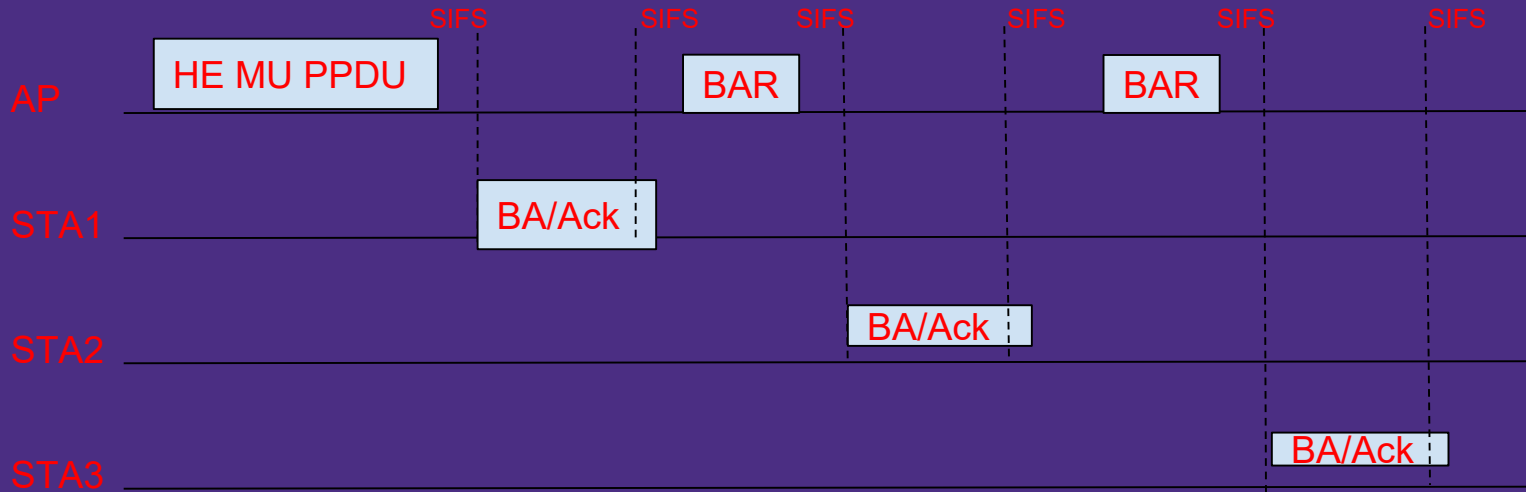 SIFS SIFS SIFS SIFS SIFS SIFS
AP HE MU PPDU BAR BAR
STA1 BA/Ack
STA2 BA/Ack
STA3 BA/Ack